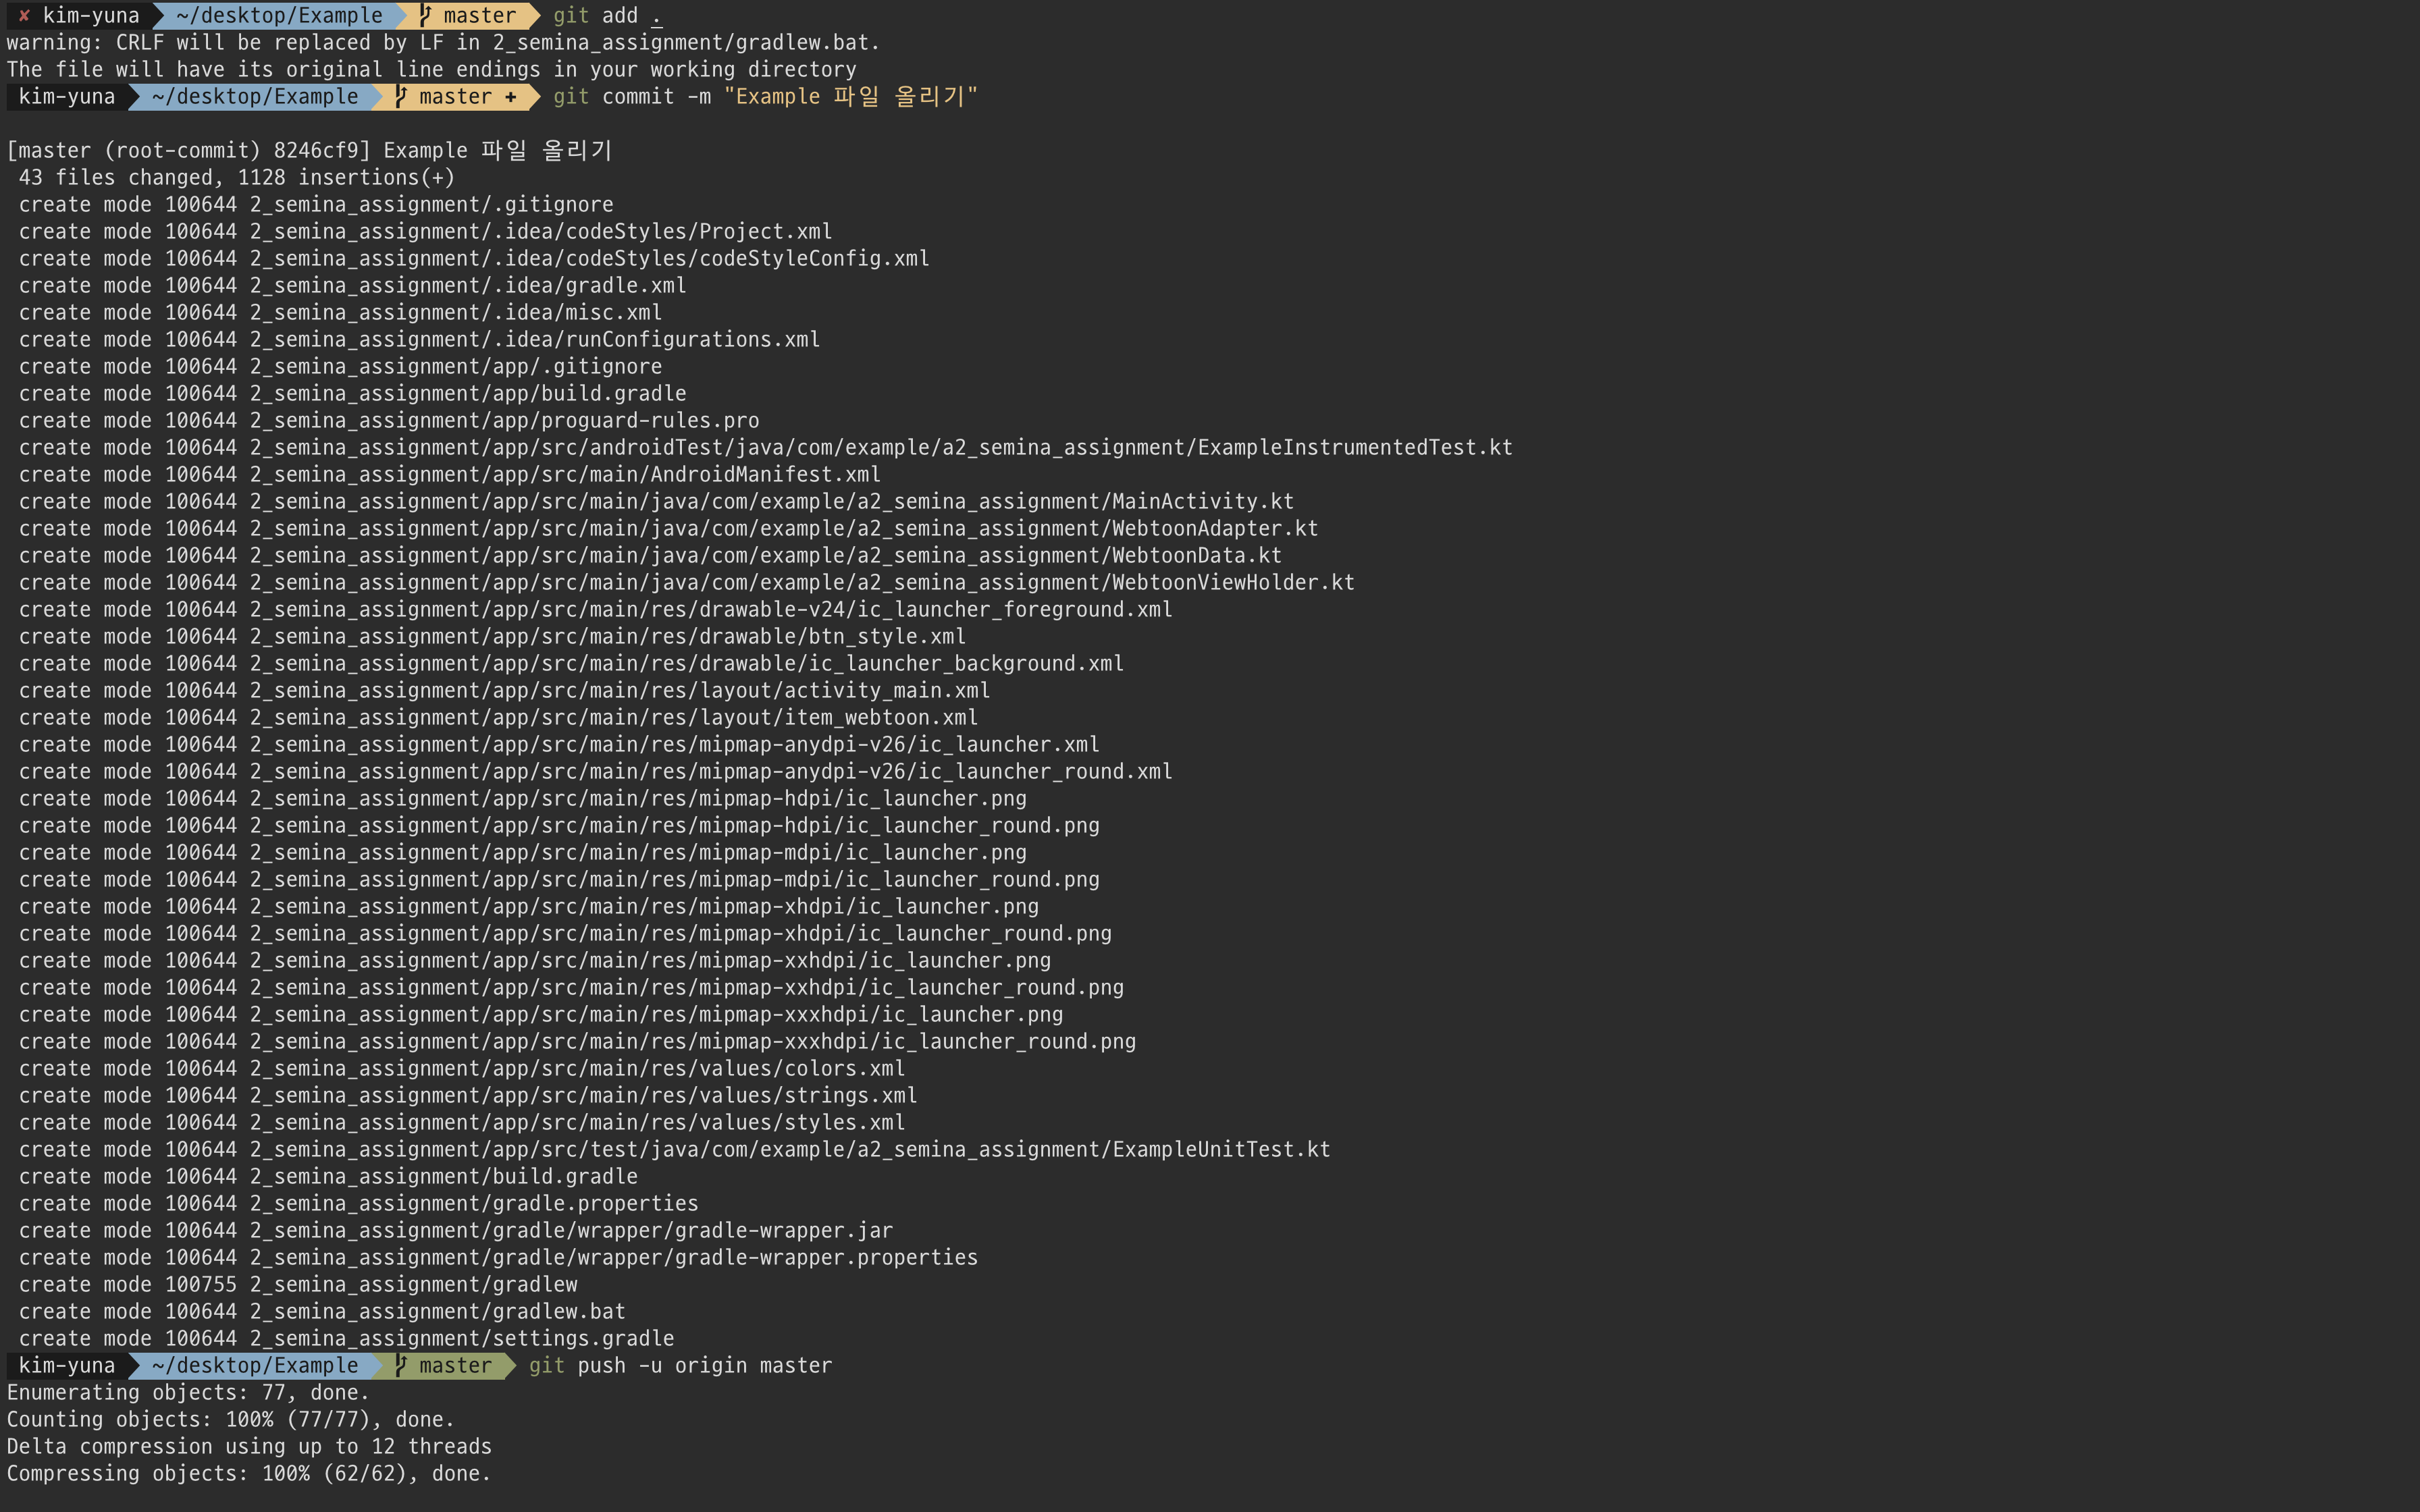 ✘ kim-yuna ~/desktop/Example master git add .
warning: CRLF will be replaced by LF in 2_semina_assignment/gradlew.bat.
The file will have its original line endings in your working directory
kim-yuna ~/desktop/Example master + git commit -m "Example 파일 올리기"
[master (root-commit) 8246cf9] Example 파일 올리기
43 files changed, 1128 insertions(+)
create mode 100644 2_semina_assignment/.gitignore
create mode 100644 2_semina_assignment/.idea/codeStyles/Project.xml
create mode 100644 2_semina_assignment/.idea/codeStyles/codeStyleConfig.xml
create mode 100644 2_semina_assignment/.idea/gradle.xml
create mode 100644 2_semina_assignment/.idea/misc.xml
create mode 100644 2_semina_assignment/.idea/runConfigurations.xml
create mode 100644 2_semina_assignment/app/.gitignore
create mode 100644 2_semina_assignment/app/build.gradle
create mode 100644 2_semina_assignment/app/proguard-rules.pro
create mode 100644 2_semina_assignment/app/src/androidTest/java/com/example/a2_semina_assignment/ExampleInstrumentedTest.kt
create mode 100644 2_semina_assignment/app/src/main/AndroidManifest.xml
create mode 100644 2_semina_assignment/app/src/main/java/com/example/a2_semina_assignment/MainActivity.kt
create mode 100644 2_semina_assignment/app/src/main/java/com/example/a2_semina_assignment/WebtoonAdapter.kt
create mode 100644 2_semina_assignment/app/src/main/java/com/example/a2_semina_assignment/WebtoonData.kt
create mode 100644 2_semina_assignment/app/src/main/java/com/example/a2_semina_assignment/WebtoonViewHolder.kt
create mode 100644 2_semina_assignment/app/src/main/res/drawable-v24/ic_launcher_foreground.xml
create mode 100644 2_semina_assignment/app/src/main/res/drawable/btn_style.xml
create mode 100644 2_semina_assignment/app/src/main/res/drawable/ic_launcher_background.xml
create mode 100644 2_semina_assignment/app/src/main/res/layout/activity_main.xml
create mode 100644 2_semina_assignment/app/src/main/res/layout/item_webtoon.xml
create mode 100644 2_semina_assignment/app/src/main/res/mipmap-anydpi-v26/ic_launcher.xml
create mode 100644 2_semina_assignment/app/src/main/res/mipmap-anydpi-v26/ic_launcher_round.xml
create mode 100644 2_semina_assignment/app/src/main/res/mipmap-hdpi/ic_launcher.png
create mode 100644 2_semina_assignment/app/src/main/res/mipmap-hdpi/ic_launcher_round.png
create mode 100644 2_semina_assignment/app/src/main/res/mipmap-mdpi/ic_launcher.png
create mode 100644 2_semina_assignment/app/src/main/res/mipmap-mdpi/ic_launcher_round.png
create mode 100644 2_semina_assignment/app/src/main/res/mipmap-xhdpi/ic_launcher.png
create mode 100644 2_semina_assignment/app/src/main/res/mipmap-xhdpi/ic_launcher_round.png
create mode 100644 2_semina_assignment/app/src/main/res/mipmap-xxhdpi/ic_launcher.png
create mode 100644 2_semina_assignment/app/src/main/res/mipmap-xxhdpi/ic_launcher_round.png
create mode 100644 2_semina_assignment/app/src/main/res/mipmap-xxxhdpi/ic_launcher.png
create mode 100644 2_semina_assignment/app/src/main/res/mipmap-xxxhdpi/ic_launcher_round.png
create mode 100644 2_semina_assignment/app/src/main/res/values/colors.xml
create mode 100644 2_semina_assignment/app/src/main/res/values/strings.xml
create mode 100644 2_semina_assignment/app/src/main/res/values/styles.xml
create mode 100644 2_semina_assignment/app/src/test/java/com/example/a2_semina_assignment/ExampleUnitTest.kt
create mode 100644 2_semina_assignment/build.gradle
create mode 100644 2_semina_assignment/gradle.properties
create mode 100644 2_semina_assignment/gradle/wrapper/gradle-wrapper.jar
create mode 100644 2_semina_assignment/gradle/wrapper/gradle-wrapper.properties
create mode 100755 2_semina_assignment/gradlew
create mode 100644 2_semina_assignment/gradlew.bat
create mode 100644 2_semina_assignment/settings.gradle
kim-yuna ~/desktop/Example master git push -u origin master
Enumerating objects: 77, done.
Counting objects: 100% (77/77), done.
Delta compression using up to 12 threads
Compressing objects: 100% (62/62), done.